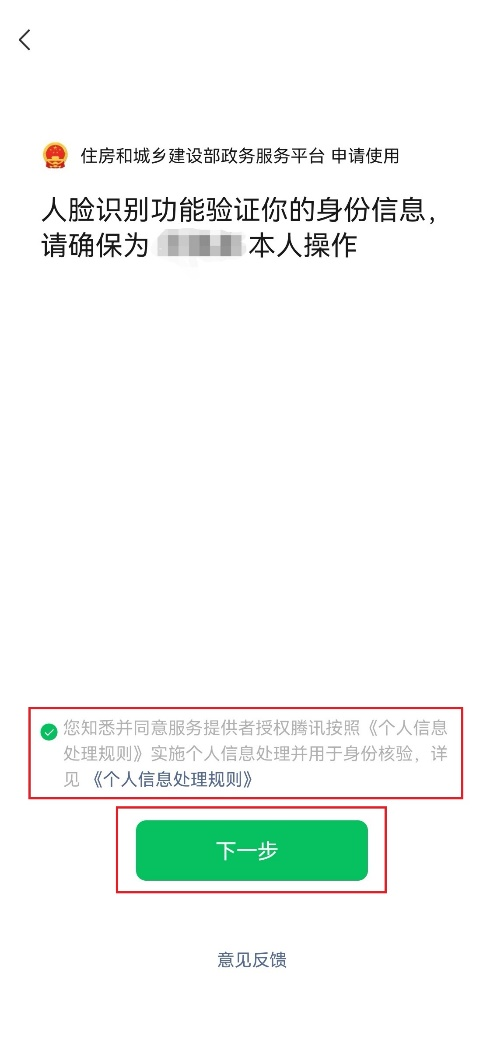 住房和城乡建设部政务服务平台 申请使用
人脸识别功能验证你的身份信息，
请确保为 本人操作
您知悉并同意服务提供者授权腾讯按照《个人信息
处理规则》实施个人信息处理并用于身份核验，详
见 《个人信息处理规则》
下一步
意见反馈